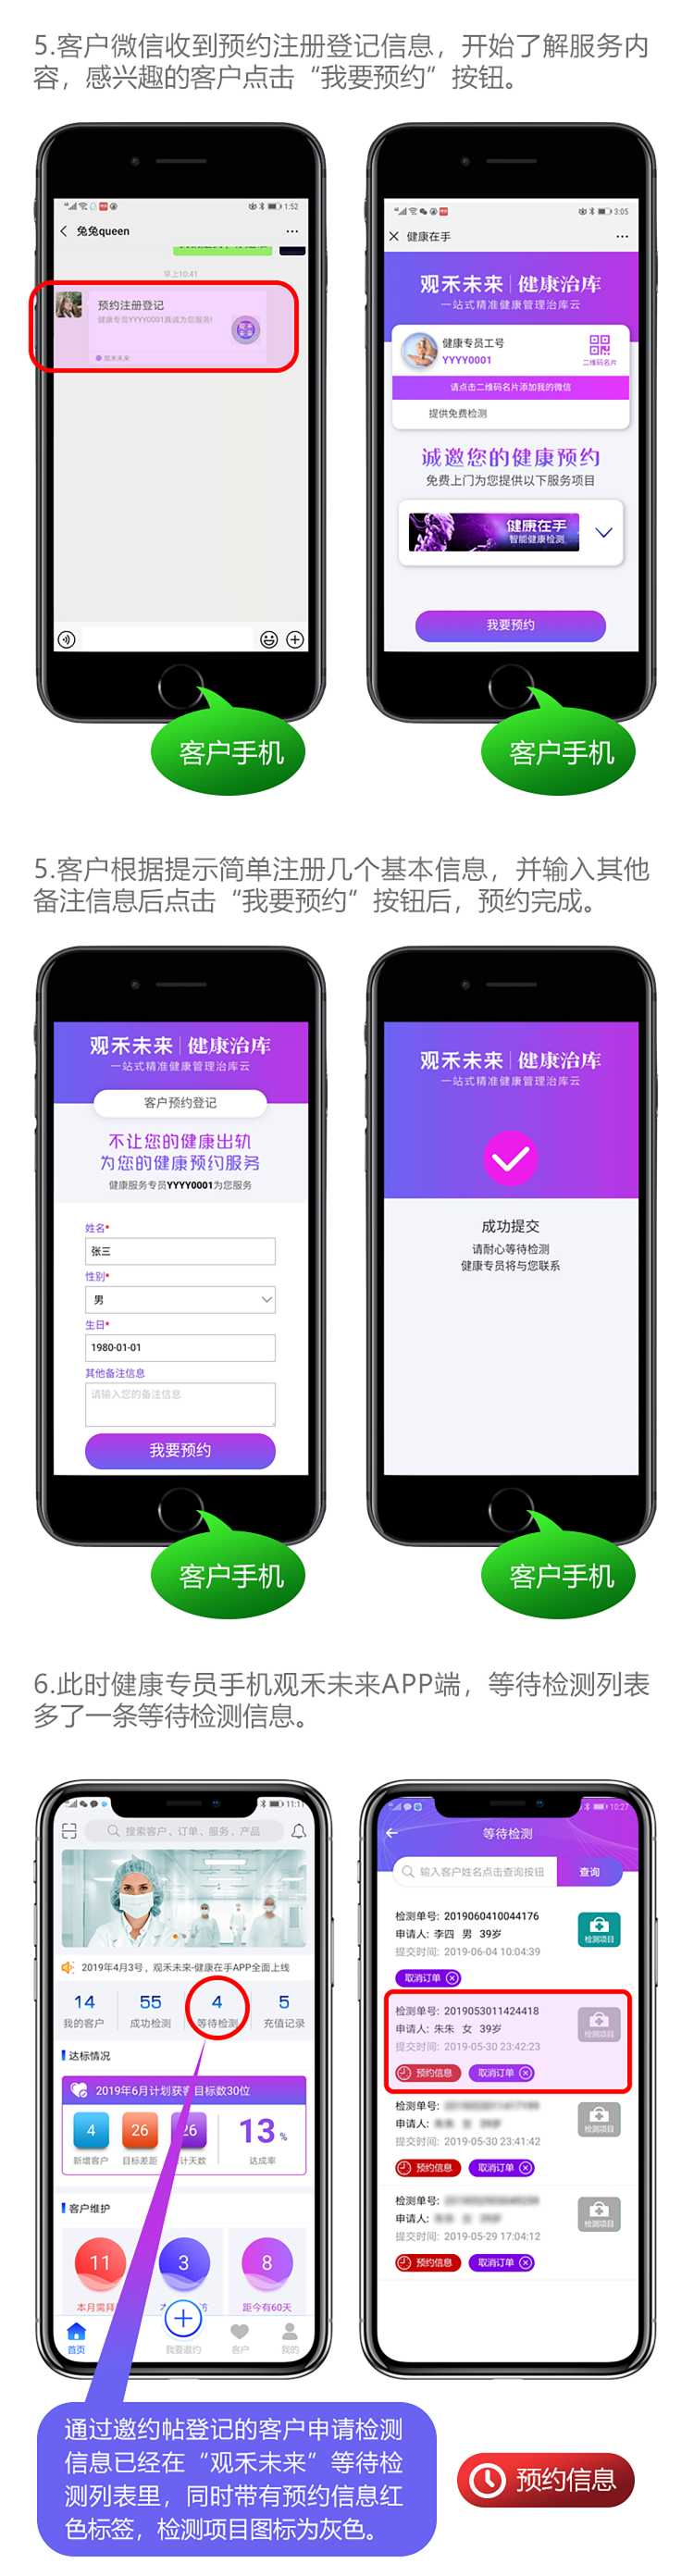 5.客户微信收到预约注册登记信息，开始了解服务内
容，感兴趣的客户点击“我要预约”按钮。
1:52
兔兔queen
早上10:41
预约注册登记
健康专员YYYY0001真诚为您服务!
观禾未来
客户手机
3:05
健康在手
观禾未来|健康治库
一站式精准健康管理治库云
健康专员工号
YYYY0001
二维码名片
请点击二维码名片添加我的微信
提供免费检测
诚邀您的健康预约
免费上门为您提供以下服务项目
健康在手
智能健康检测
我要预约
客户手机
5.客户根据提示简单注册几个基本信息，并输入其他
备注信息后点击“我要预约”按钮后，预约完成。
观禾未来|健康治库
一站式精准健康管理治库云
客户预约登记
不让您的健康出轨
为您的健康预约服务
健康服务专员YYYY0001为您服务
姓名*
张三
性别*
男
生日*
1980-01-01
其他备注信息
请输入您的备注信息
我要预约
客户手机
观禾未来|健康治库
一站式精准健康管理治库云
成功提交
请耐心等待检测
健康专员将与您联系
客户手机
6.此时健康专员手机观禾未来APP端，等待检测列表
多了一条等待检测信息。
11:11
搜索客户、订单、服务、产品
2019年4月3号，观禾未来-健康在手APP全面上线
14 55 4 5
我的客户 成功检测 等待检测 充值记录
达标情况
2019年6月计划获客目标数30位
4 26 26 13%
新增客户 目标差距 计天数 达成率
客户维护
11 3 8
本月需拜 访 距今有60天
首页 我要邀约 客户 我的
10:27
等待检测
输入客户姓名点击查询按钮 查询
检测单号: 2019060410044176
申请人: 李四 男 39岁
提交时间: 2019-06-04 10:04:39
检测项目
取消订单
检测单号: 2019053011424418
申请人: 朱朱 女 39岁
提交时间: 2019-05-30 23:42:23
检测项目
预约信息 取消订单
检测单号:
申请人:
提交时间: 2019-05-30 23:41:42
检测项目
预约信息 取消订单
检测单号:
申请人:
提交时间: 2019-05-29 17:04:12
检测项目
预约信息 取消订单
通过邀约帖登记的客户申请检测
信息已经在“观禾未来”等待检
测列表里，同时带有预约信息红
色标签，检测项目图标为灰色。
预约信息